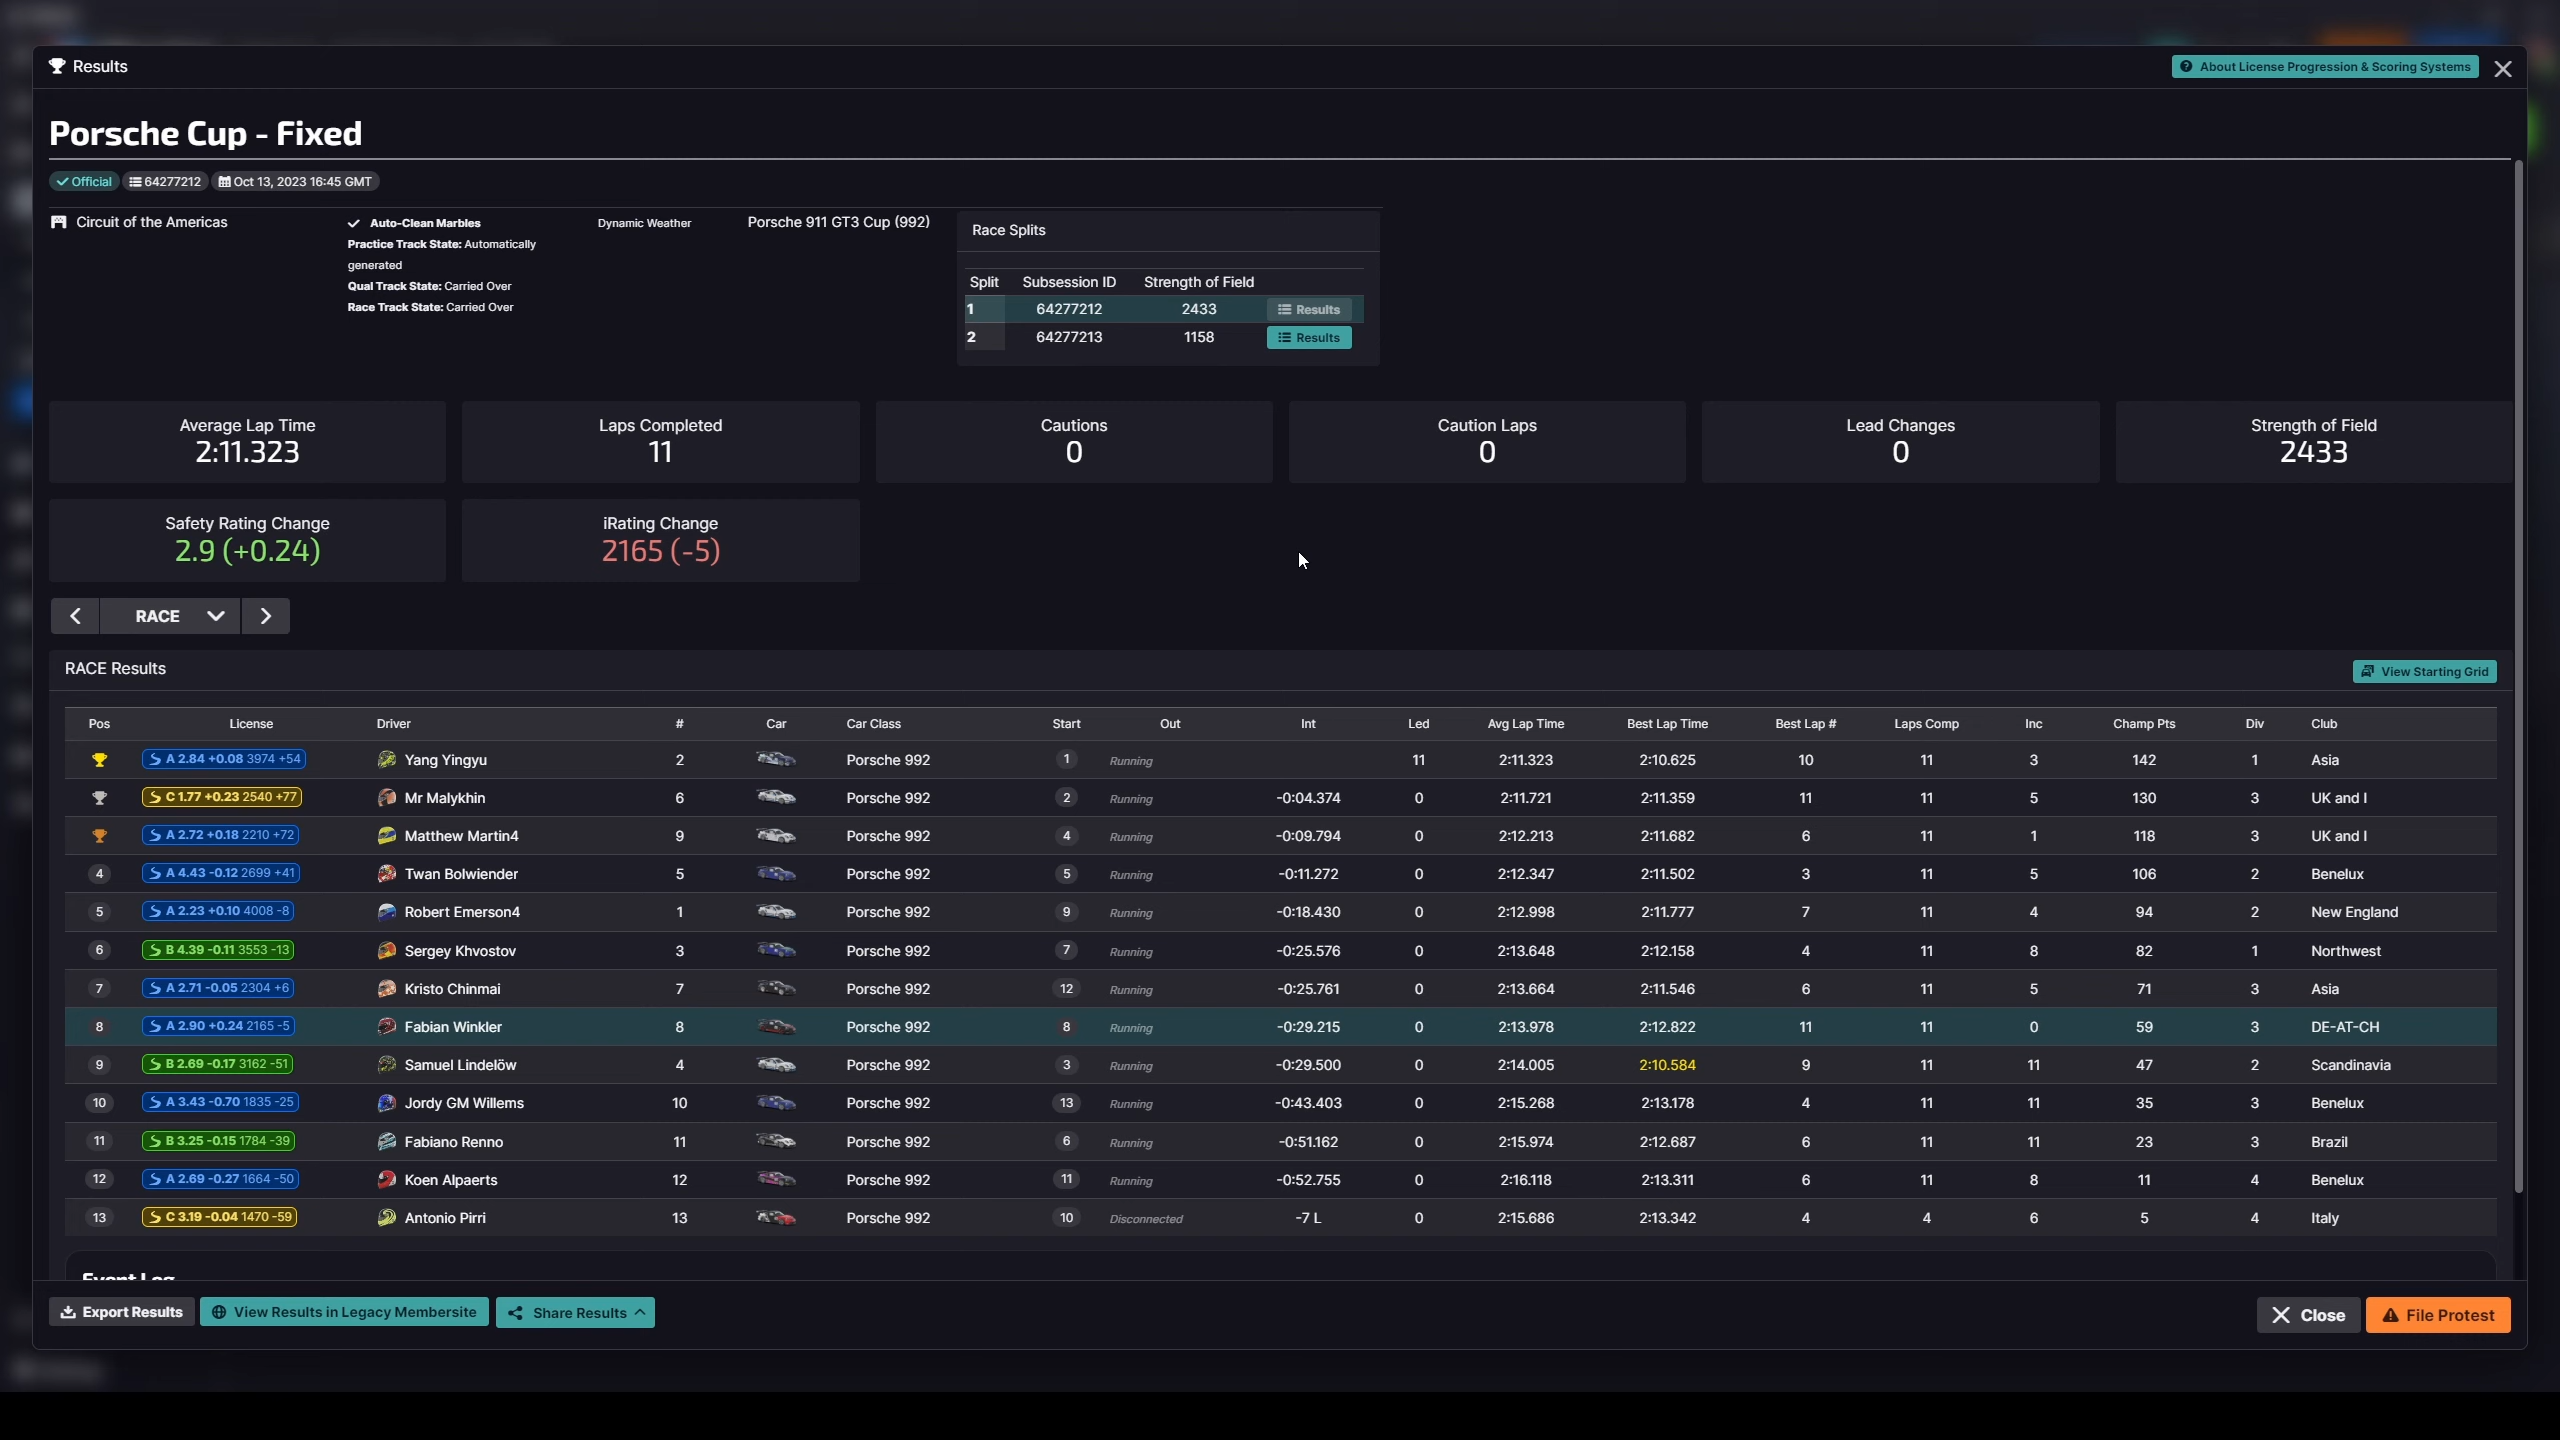 Results
About License Progression & Scoring Systems
Porsche Cup - Fixed
Official 64277212 Oct 13, 2023 16:45 GMT
Circuit of the Americas
Auto-Clean Marbles
Practice Track State: Automatically
generated
Qual Track State: Carried Over
Race Track State: Carried Over
Dynamic Weather
Porsche 911 GT3 Cup (992)
Race Splits
Split Subsession ID Strength of Field
1 64277212 2433 Results
2 64277213 1158 Results
Average Lap Time
2:11.323
Laps Completed
11
Cautions
0
Caution Laps
0
Lead Changes
0
Strength of Field
2433
Safety Rating Change
2.9 (+0.24)
iRating Change
2165 (-5)
RACE
RACE Results
View Starting Grid
Pos License Driver # Car Car Class Start Out Int Led Avg Lap Time Best Lap Time Best Lap # Laps Comp Inc Champ Pts Div Club
A 2.84 +0.08 3974 +54 Yang Yingyu 2 Porsche 992 1 Running 11 2:11.323 2:10.625 10 11 3 142 1 Asia
C 1.77 +0.23 2540 +77 Mr Malykhin 6 Porsche 992 2 Running -0:04.374 0 2:11.721 2:11.359 11 11 5 130 3 UK and I
A 2.72 +0.18 2210 +72 Matthew Martin4 9 Porsche 992 4 Running -0:09.794 0 2:12.213 2:11.682 6 11 1 118 3 UK and I
4 A 4.43 -0.12 2699 +41 Twan Bolwiender 5 Porsche 992 5 Running -0:11.272 0 2:12.347 2:11.502 3 11 5 106 2 Benelux
5 A 2.23 +0.10 4008 -8 Robert Emerson4 1 Porsche 992 9 Running -0:18.430 0 2:12.998 2:11.777 7 11 4 94 2 New England
6 B 4.39 -0.11 3553 -13 Sergey Khvostov 3 Porsche 992 7 Running -0:25.576 0 2:13.648 2:12.158 4 11 8 82 1 Northwest
7 A 2.71 -0.05 2304 +6 Kristo Chinmai 7 Porsche 992 12 Running -0:25.761 0 2:13.664 2:11.546 6 11 5 71 3 Asia
8 A 2.90 +0.24 2165 -5 Fabian Winkler 8 Porsche 992 8 Running -0:29.215 0 2:13.978 2:12.822 11 11 0 59 3 DE-AT-CH
9 B 2.69 -0.17 3162 -51 Samuel Lindelöw 4 Porsche 992 3 Running -0:29.500 0 2:14.005 2:10.584 9 11 11 47 2 Scandinavia
10 A 3.43 -0.70 1835 -25 Jordy GM Willems 10 Porsche 992 13 Running -0:43.403 0 2:15.268 2:13.178 4 11 11 35 3 Benelux
11 B 3.25 -0.15 1784 -39 Fabiano Renno 11 Porsche 992 6 Running -0:51.162 0 2:15.974 2:12.687 6 11 11 23 3 Brazil
12 A 2.69 -0.27 1664 -50 Koen Alpaerts 12 Porsche 992 11 Running -0:52.755 0 2:16.118 2:13.311 6 11 8 11 4 Benelux
13 C 3.19 -0.04 1470 -59 Antonio Pirri 13 Porsche 992 10 Disconnected -7 L 0 2:15.686 2:13.342 4 4 6 5 4 Italy
Event Log
Export Results View Results in Legacy Membersite Share Results Close File Protest